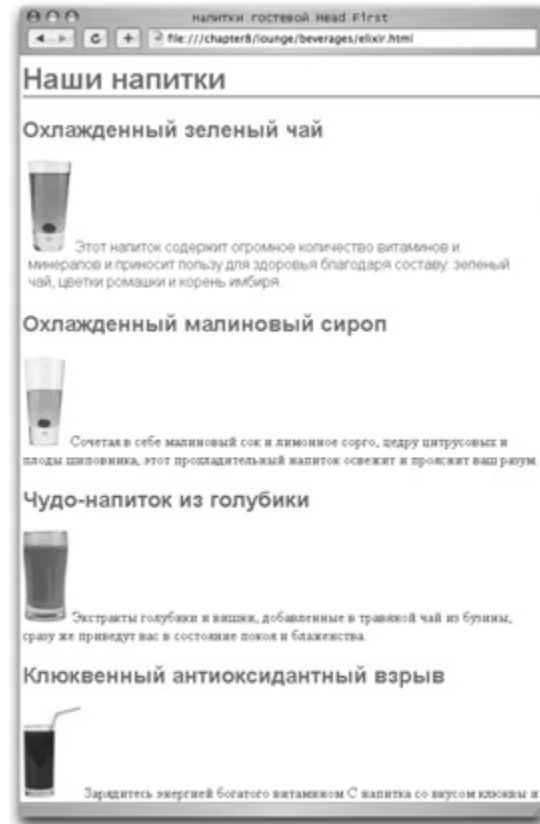 Напитки гостевой Head First
file:///chapter8/lounge/beverages/elixir.html
Наши напитки
Охлажденный зеленый чай
Этот напиток содержит огромное количество витаминов и
минералов и приносит пользу для здоровья благодаря составу: зеленый
чай, цветки ромашки и корень имбиря.
Охлажденный малиновый сироп
Сочетая в себе малиновый сок и лимонное сорго, цедру цитрусовых и
плоды шиповника, этот прохладительный напиток освежит и прояснит ваш разум.
Чудо-напиток из голубики
Экстракты голубики и вишни, добавленные в травяной чай из бузины,
сразу же приведут вас в состояние покоя и блаженства.
Клюквенный антиоксидантный взрыв
Зарядитесь энергией богатого витамином С напитка со вкусом клюквы и